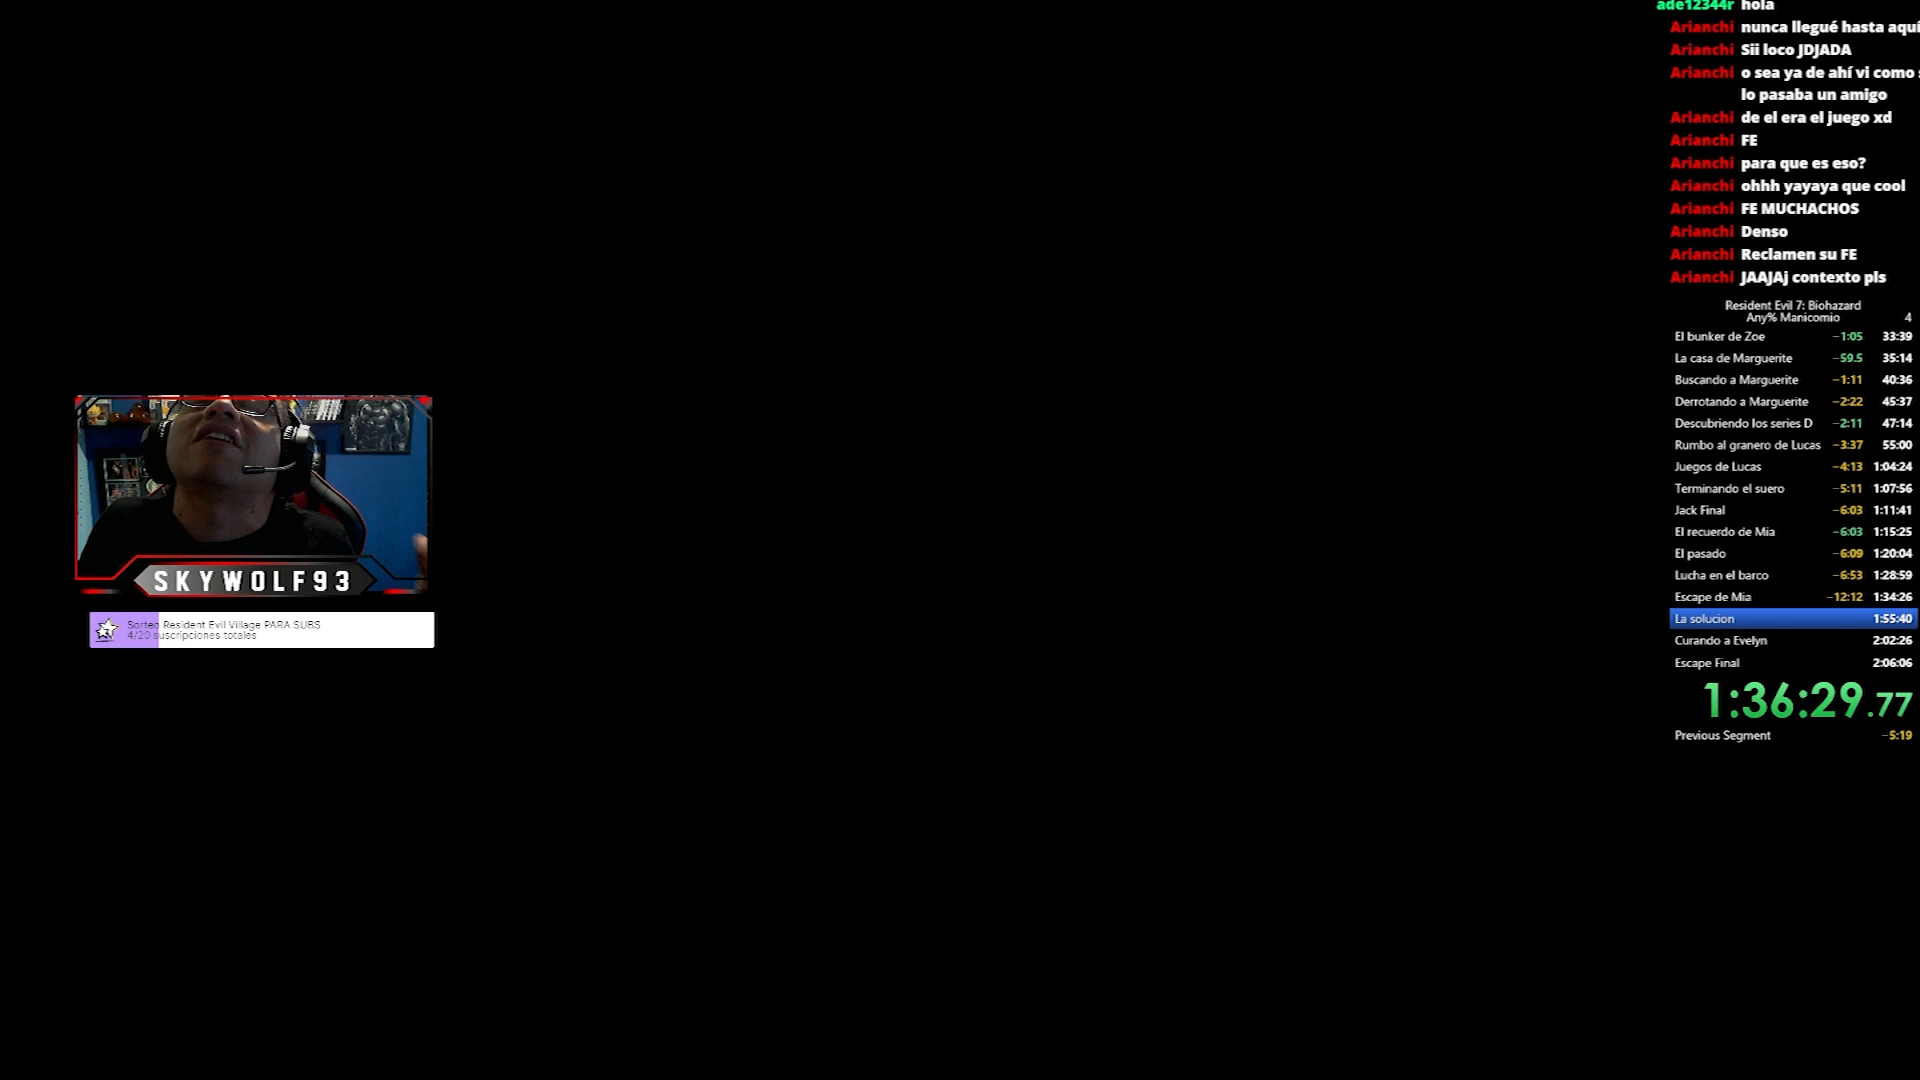 ade12344r hola
Arianchi nunca llegué hasta aquí
Arianchi Sii loco JDJADA
Arianchi o sea ya de ahí vi como
lo pasaba un amigo
Arianchi de el era el juego xd
Arianchi FE
Arianchi para que es eso?
Arianchi ohhh yayaya que cool
Arianchi FE MUCHACHOS
Arianchi Denso
Arianchi Reclamen su FE
Arianchi JAAJAj contexto pls
Resident Evil 7: Biohazard
Any% Manicomio 4
El bunker de Zoe −1:05 33:39
La casa de Marguerite −59.5 35:14
Buscando a Marguerite −1:11 40:36
Derrotando a Marguerite −2:22 45:37
Descubriendo los series D −2:11 47:14
Rumbo al granero de Lucas −3:37 55:00
Juegos de Lucas −4:13 1:04:24
Terminando el suero −5:11 1:07:56
Jack Final −6:03 1:11:41
El recuerdo de Mia −6:03 1:15:25
El pasado −6:09 1:20:04
Lucha en el barco −6:53 1:28:59
Escape de Mia −12:12 1:34:26
La solucion 1:55:40
Curando a Evelyn 2:02:26
Escape Final 2:06:06
1:36:29.77
Previous Segment −5:19
SKYWOLF93
Sorteo Resident Evil Village PARA SUBS
4/20 suscripciones totales